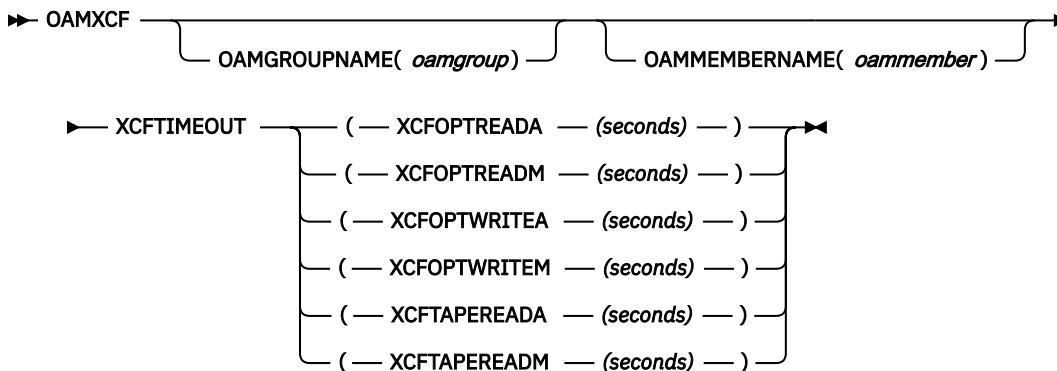 OAMXCF
OAMGROUPNAME( oamgroup ) OAMMEMBERNAME( oammember )
XCFTIMEOUT ( XCFOPTREADA (seconds) )
( XCFOPTREADM (seconds) )
( XCFOPTWRITEA (seconds) )
( XCFOPTWRITEM (seconds) )
( XCFTAPEREADA (seconds) )
( XCFTAPEREADM (seconds) )